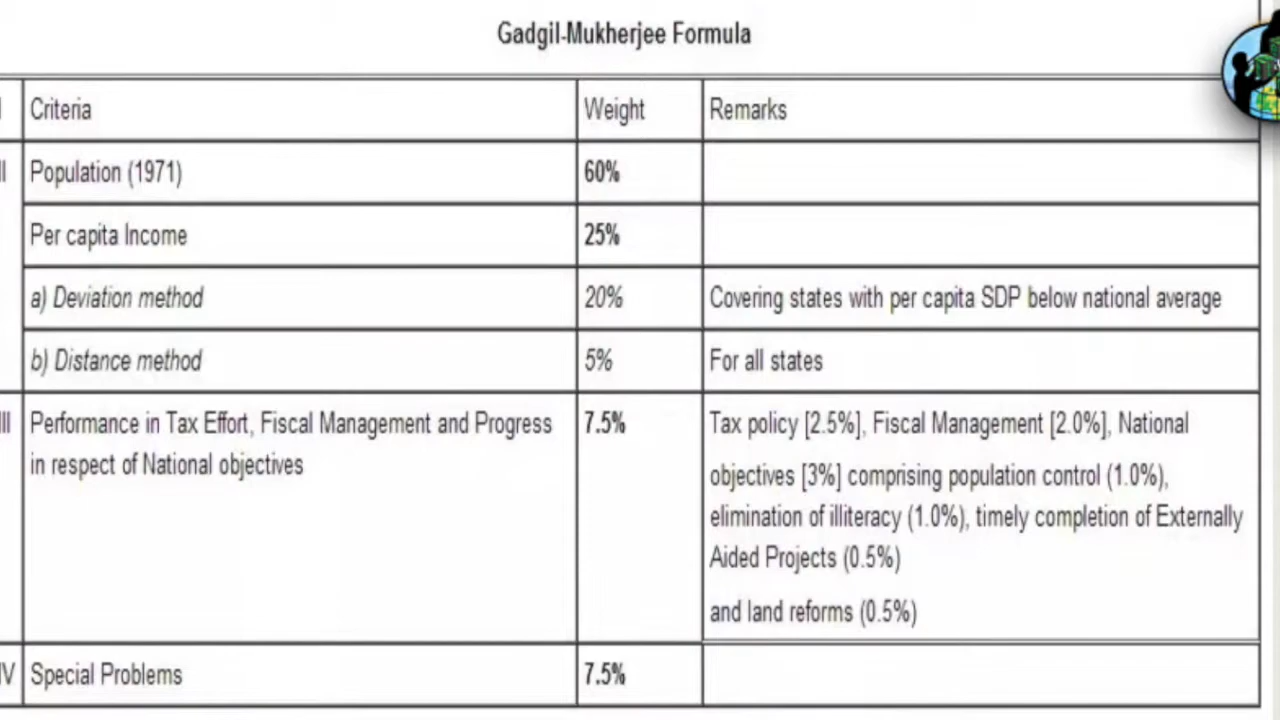 Gadgil-Mukherjee Formula
I Criteria Weight Remarks
II Population (1971) 60%
Per capita Income 25%
a) Deviation method 20% Covering states with per capita SDP below national average
b) Distance method 5% For all states
III Performance in Tax Effort, Fiscal Management and Progress 7.5% Tax policy [2.5%], Fiscal Management [2.0%], National
in respect of National objectives
objectives [3%] comprising population control (1.0%),
elimination of illiteracy (1.0%), timely completion of Externally
Aided Projects (0.5%)
and land reforms (0.5%)
IV Special Problems 7.5%